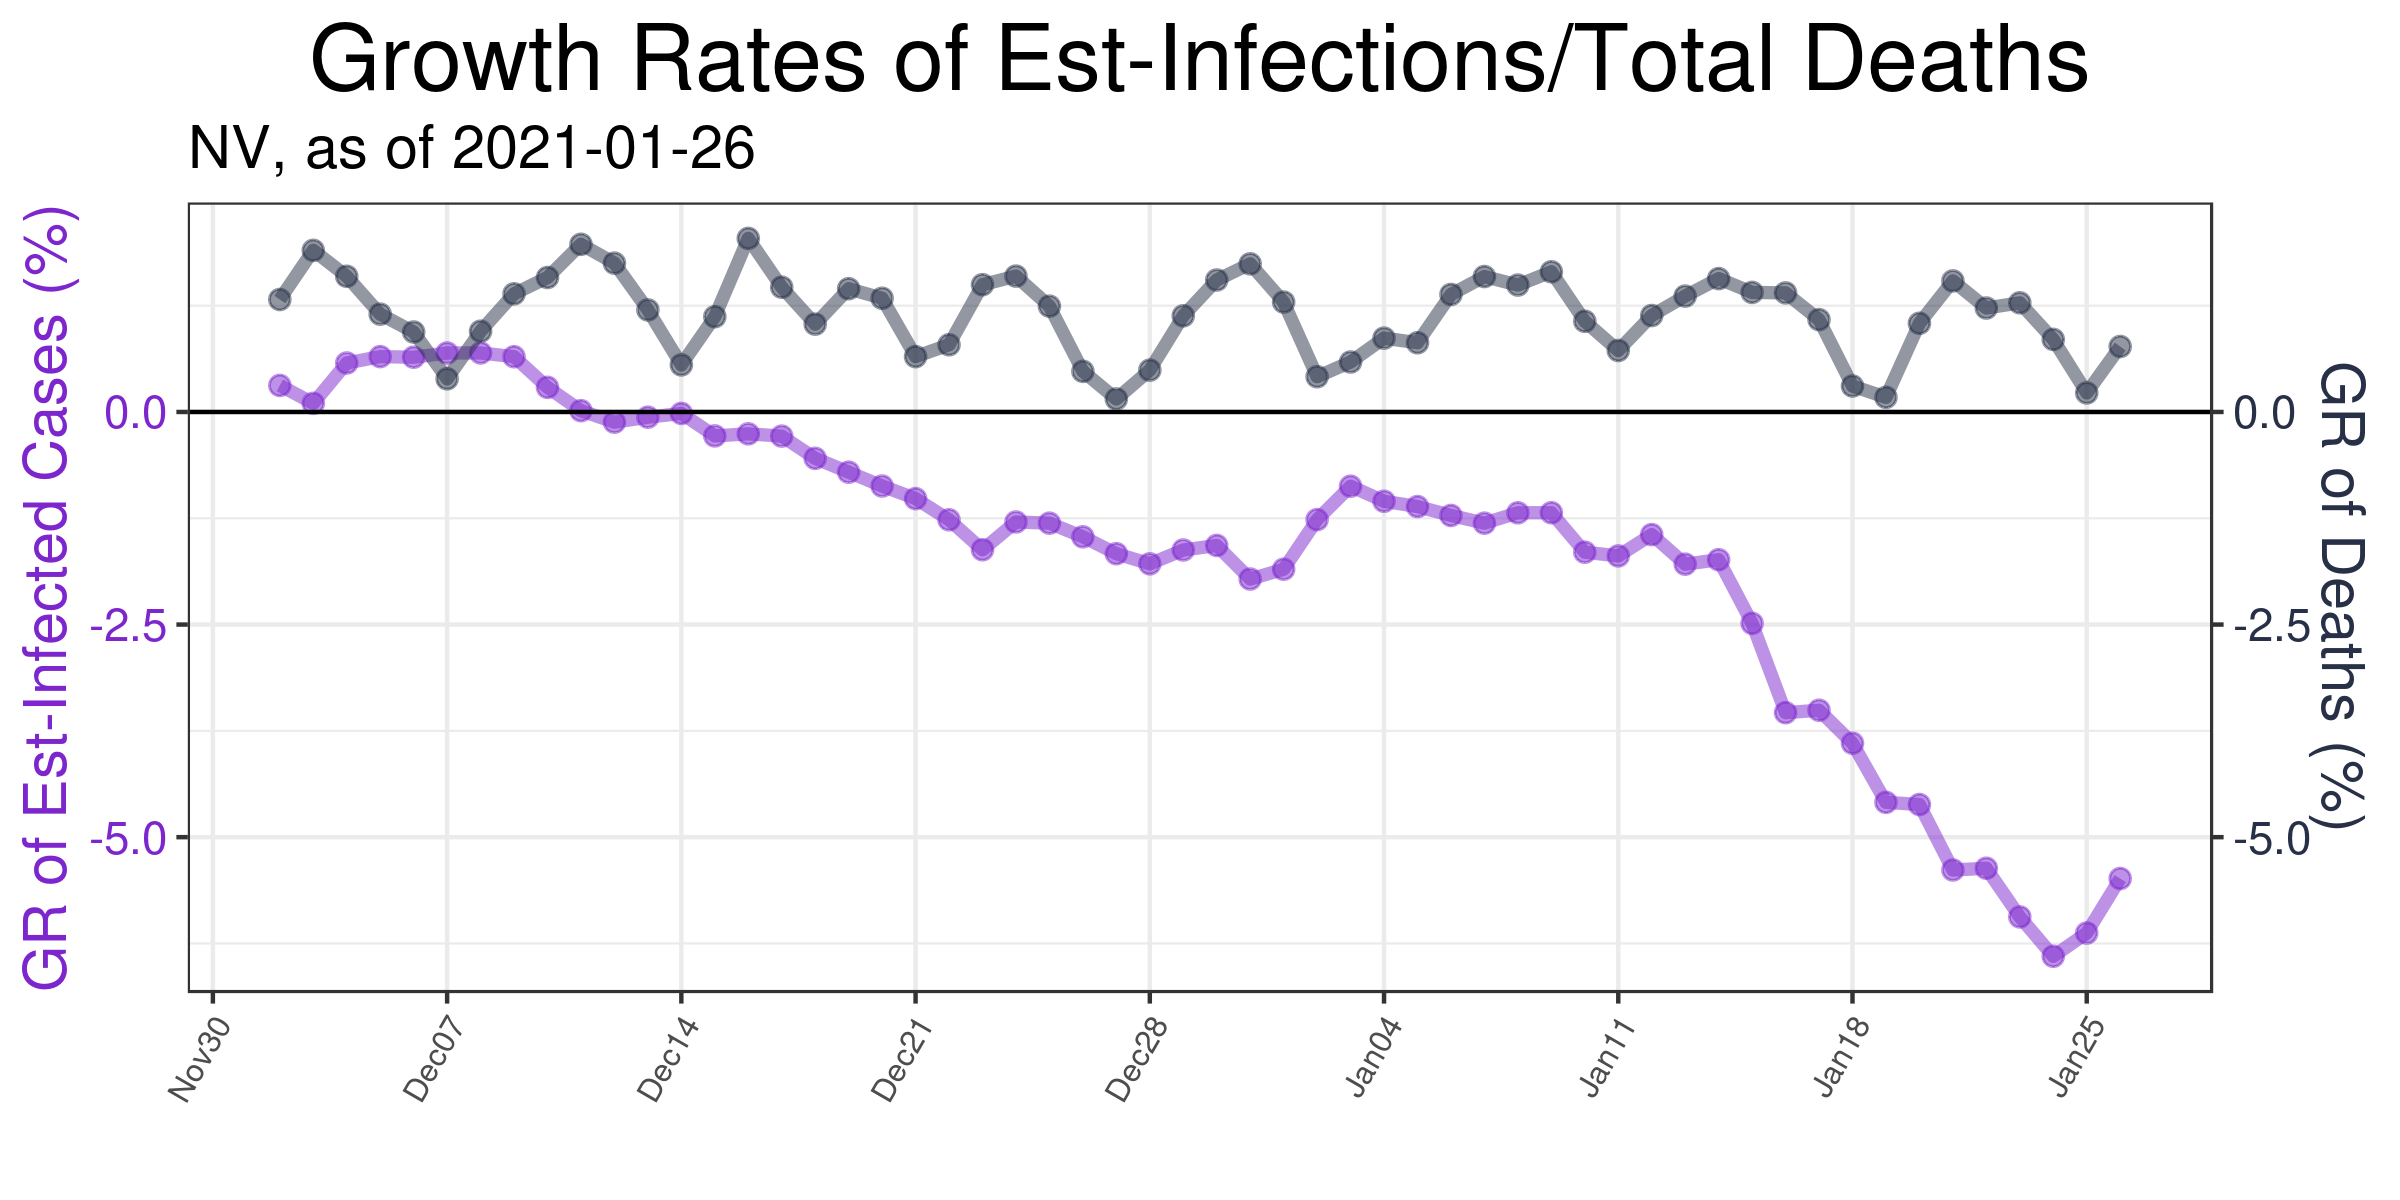 Growth Rates of Est-Infections/Total Deaths
NV, as of 2021-01-26
GR of Est-Infected Cases (%)
0.0
-2.5
-5.0
0.0
-2.5
-5.0
GR of Deaths (%)
Nov30
Dec07
Dec14
Dec21
Dec28
Jan04
Jan11
Jan18
Jan25